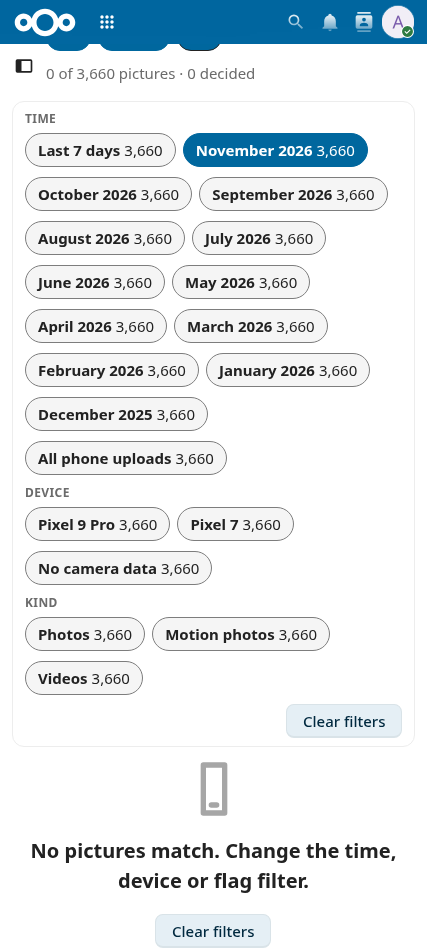 A
0 of 3,660 pictures · 0 decided
TIME
Last 7 days 3,660
November 2026 3,660
October 2026 3,660
September 2026 3,660
August 2026 3,660
July 2026 3,660
June 2026 3,660
May 2026 3,660
April 2026 3,660
March 2026 3,660
February 2026 3,660
January 2026 3,660
December 2025 3,660
All phone uploads 3,660
DEVICE
Pixel 9 Pro 3,660
Pixel 7 3,660
No camera data 3,660
KIND
Photos 3,660
Motion photos 3,660
Videos 3,660
Clear filters
No pictures match. Change the time,
device or flag filter.
Clear filters